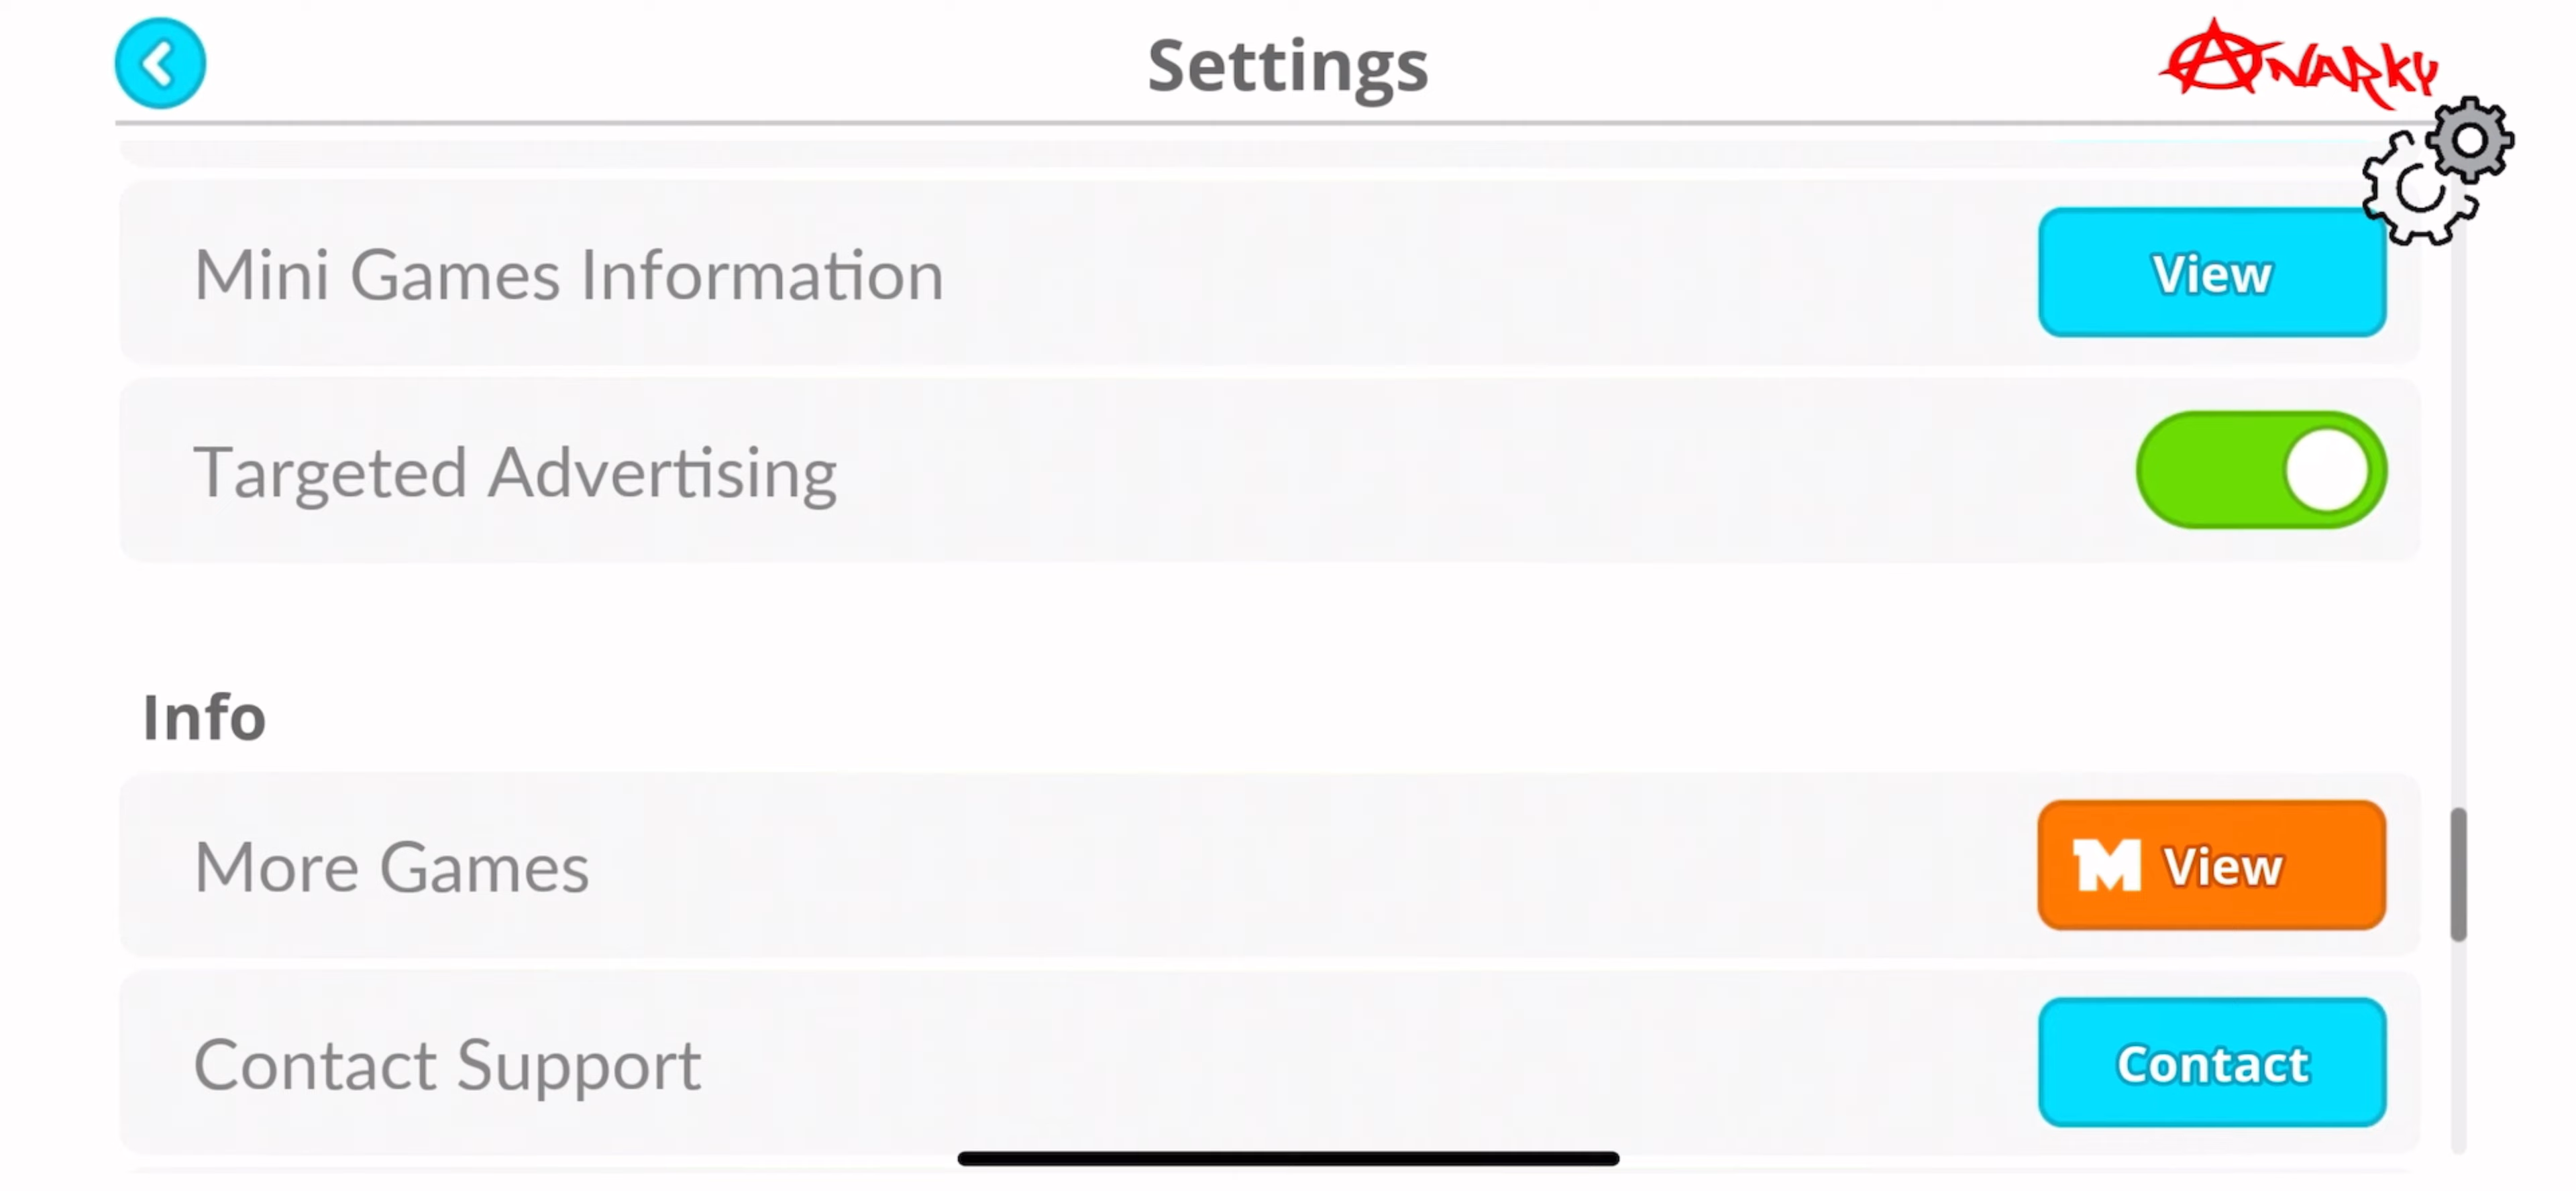 Settings
ANARKY
Mini Games Information
View
Targeted Advertising
Info
More Games
M View
Contact Support
Contact